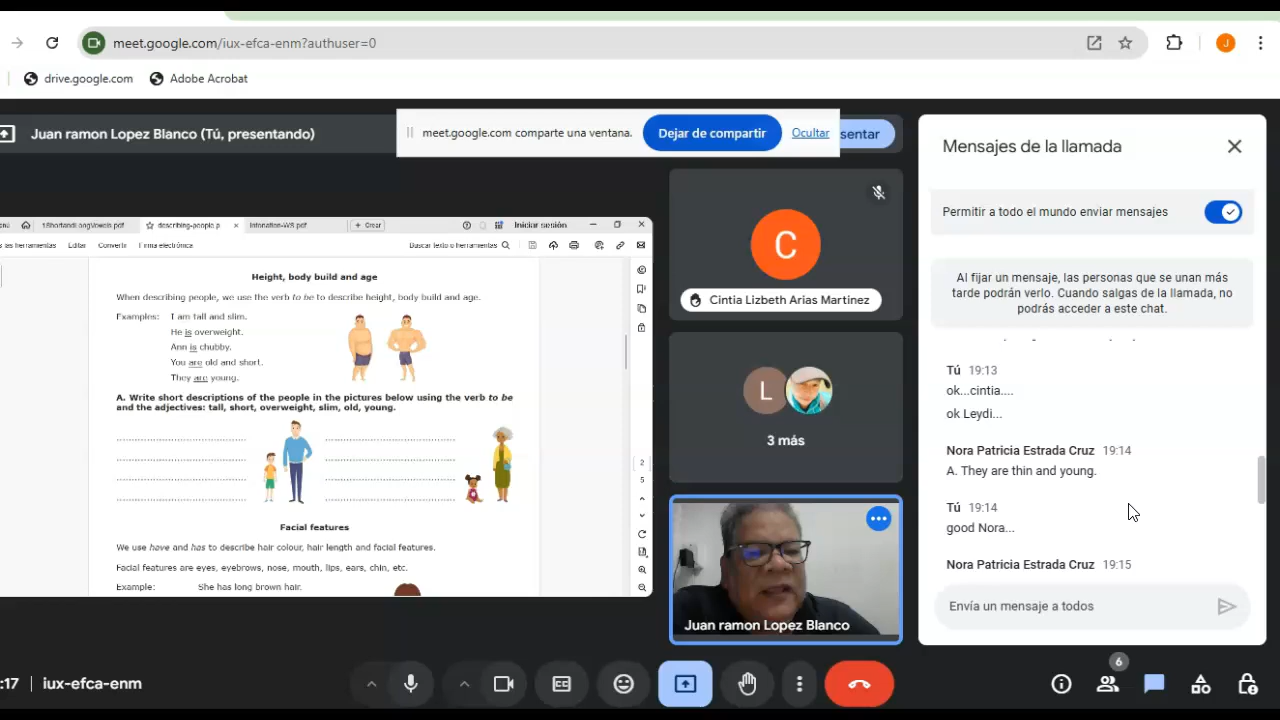 meet.google.com/iux-efca-enm?authuser=0
J
drive.google.com
Adobe Acrobat
Juan ramon Lopez Blanco (Tú, presentando)
meet.google.com comparte una ventana.
Dejar de compartir
Ocultar
sentar
describing-people.p
Intonation-WS.pdf
+ Crear
Iniciar sesión
as herramientas
Editar
Convertir
Firma electrónica
Buscar texto o herramientas
Height, body build and age
When describing people, we use the verb to be to describe height, body build and age.
Examples: I am tall and slim.
He is overweight.
Ann is chubby.
You are old and short.
They are young.
A. Write short descriptions of the people in the pictures below using the verb to be
and the adjectives: tall, short, overweight, slim, old, young.
Facial features
We use have and has to describe hair colour, hair length and facial features.
Facial features are eyes, eyebrows, nose, mouth, lips, ears, chin, etc.
Example: She has long brown hair.
2
5
C
Cintia Lizbeth Arias Martinez
L
3 más
Juan ramon Lopez Blanco
Mensajes de la llamada
Permitir a todo el mundo enviar mensajes
Al fijar un mensaje, las personas que se unan más
tarde podrán verlo. Cuando salgas de la llamada, no
podrás acceder a este chat.
Tú 19:13
ok...cintia....
ok Leydi...
Nora Patricia Estrada Cruz 19:14
A. They are thin and young.
Tú 19:14
good Nora...
Nora Patricia Estrada Cruz 19:15
Envía un mensaje a todos
:17 | iux-efca-enm
6